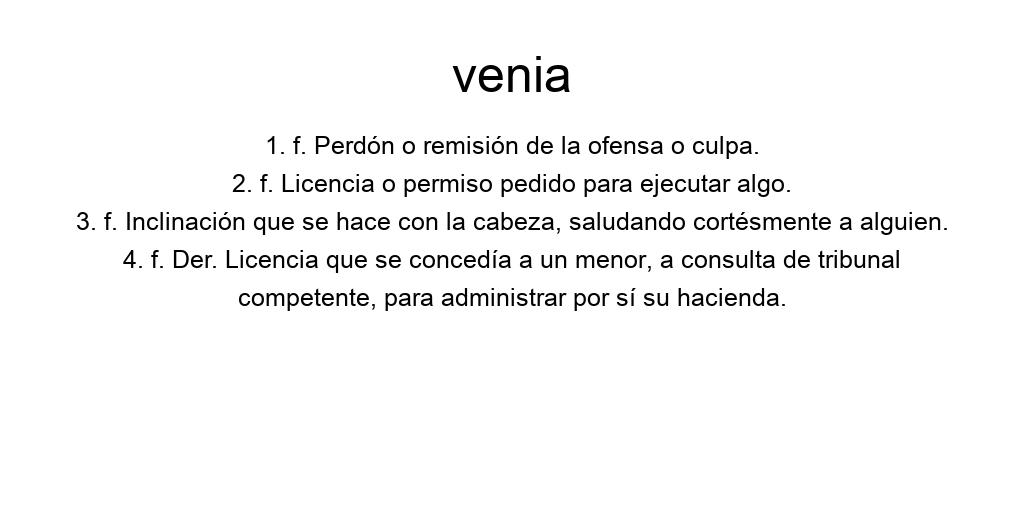 venia
1. f. Perdón o remisión de la ofensa o culpa.
2. f. Licencia o permiso pedido para ejecutar algo.
3. f. Inclinación que se hace con la cabeza, saludando cortésmente a alguien.
4. f. Der. Licencia que se concedía a un menor, a consulta de tribunal
competente, para administrar por sí su hacienda.